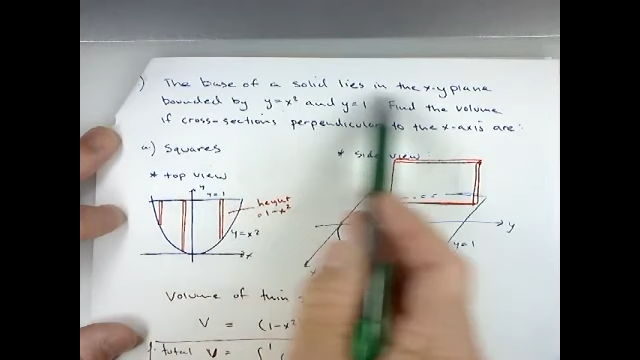 ) The base of a solid lies in the x-y plane
bounded by y=x² and y=1 Find the volume
if cross-sections perpendicular to the x-axis are:
a) Squares
* top view
* side view
y
y=1
height
1-x²
y=x²
x
y
y=1
x
Volume of thin
V = (1-x²
total V = ∫ 1 (